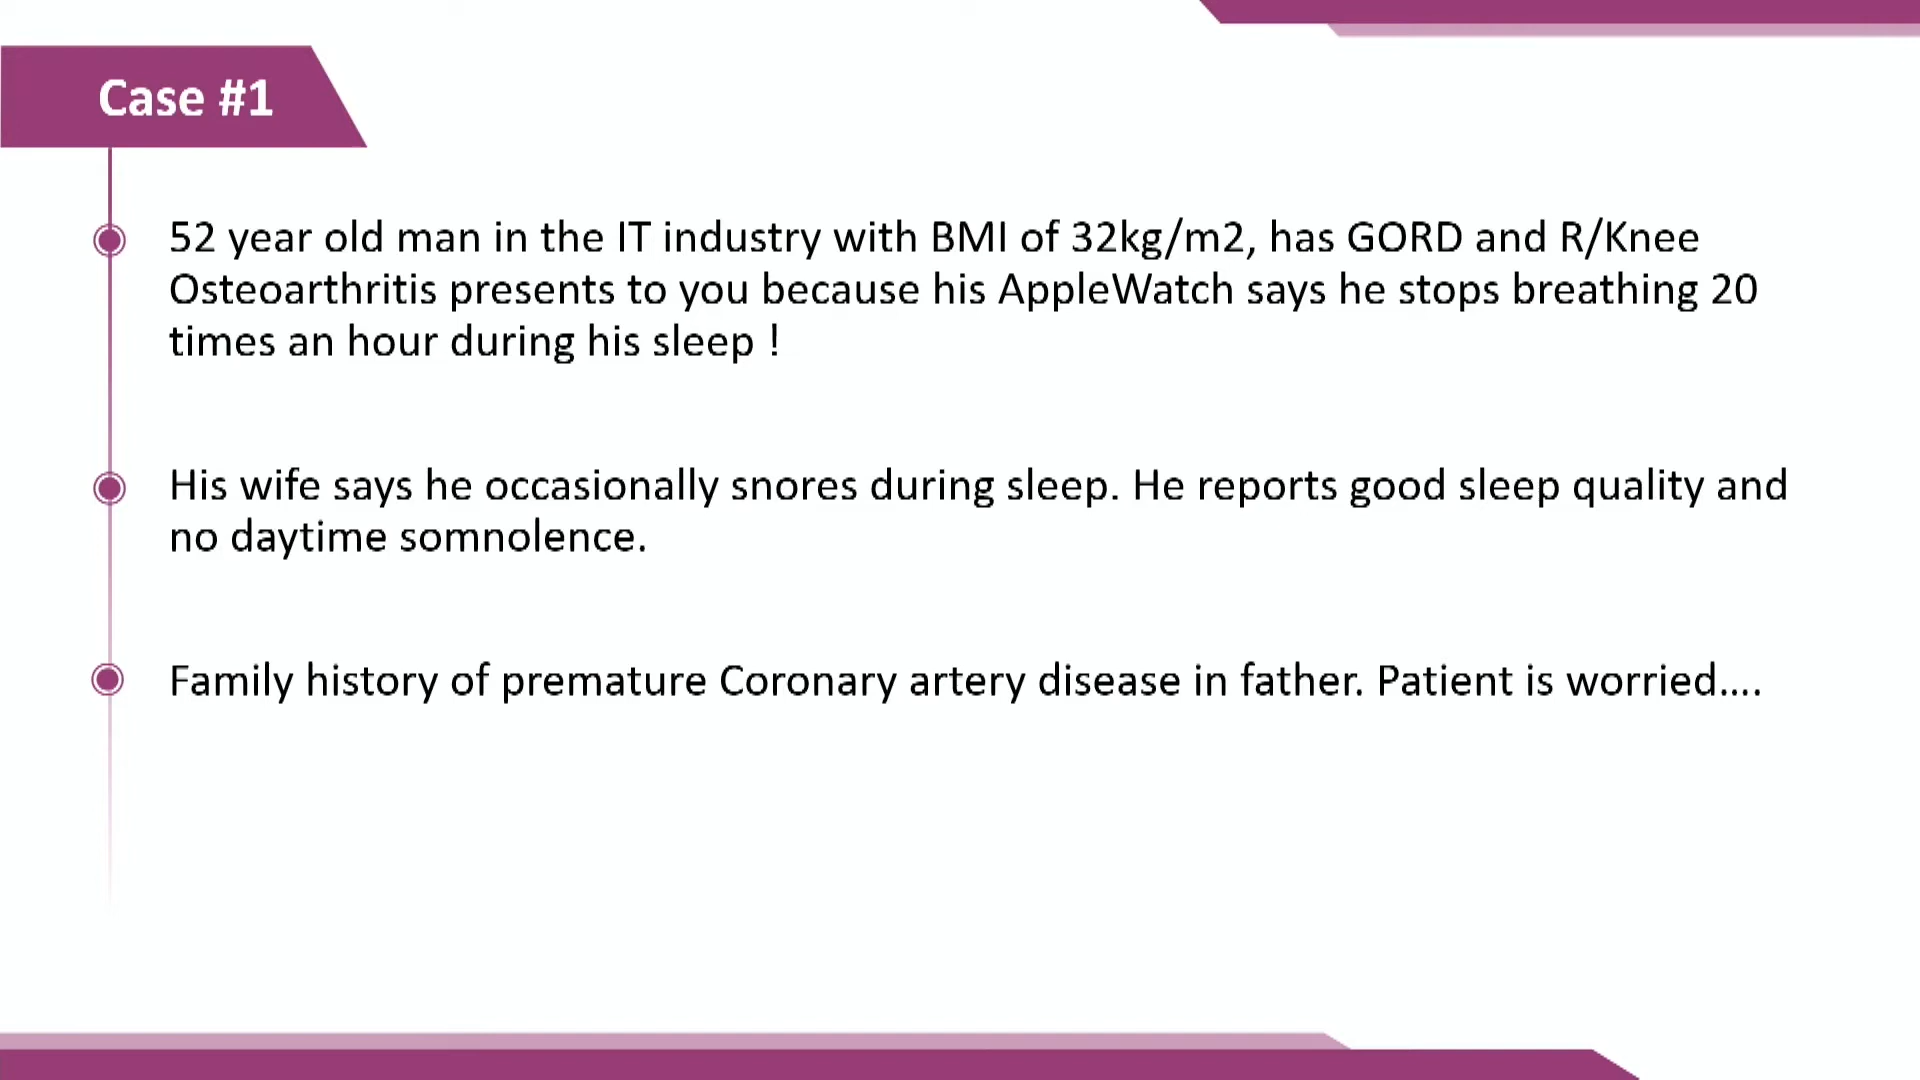 Case #1
52 year old man in the IT industry with BMI of 32kg/m2, has GORD and R/Knee
Osteoarthritis presents to you because his AppleWatch says he stops breathing 20
times an hour during his sleep !
His wife says he occasionally snores during sleep. He reports good sleep quality and
no daytime somnolence.
Family history of premature Coronary artery disease in father. Patient is worried....